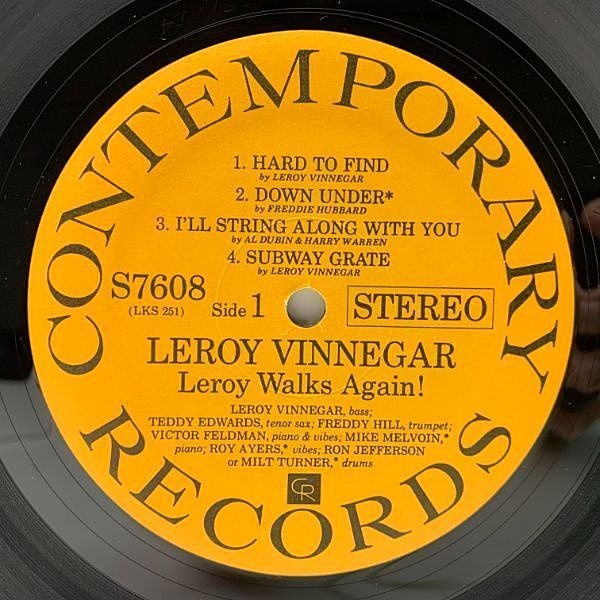 CONTEMPORARY
1. HARD TO FIND
by LEROY VINNEGAR
2. DOWN UNDER*
by FREDDIE HUBBARD
3. I'LL STRING ALONG WITH YOU
by AL DUBIN & HARRY WARREN
4. SUBWAY GRATE
by LEROY VINNEGAR
S7608
(LKS 251)
Side 1
STEREO
LEROY VINNEGAR
Leroy Walks Again!
LEROY VINNEGAR, bass;
TEDDY EDWARDS, tenor sax; FREDDY HILL, trumpet;
VICTOR FELDMAN, piano & vibes; MIKE MELVOIN,*
piano; ROY AYERS,* vibes; RON JEFFERSON
or MILT TURNER,* drums
CR
RECORDS